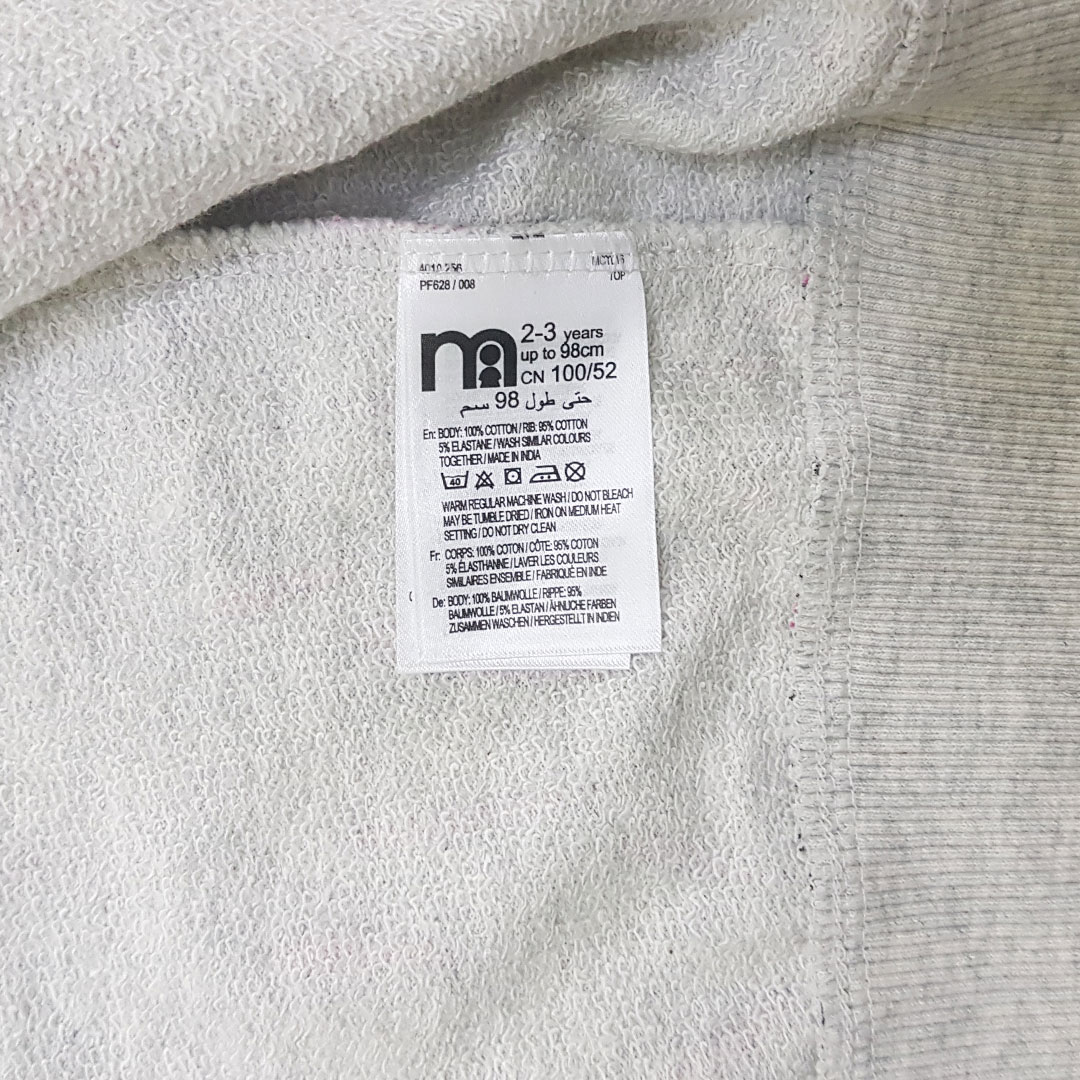 4010 256
PF628 / 008
TOP
2-3 years
up to 98cm
CN 100/52
حتى طول 98 سم
En: BODY: 100% COTTON / RIB: 95% COTTON
5% ELASTANE / WASH SIMILAR COLOURS
TOGETHER / MADE IN INDIA
40
WARM REGULAR MACHINE WASH / DO NOT BLEACH
MAY BE TUMBLE DRIED / IRON ON MEDIUM HEAT
SETTING / DO NOT DRY CLEAN
Fr: CORPS: 100% COTON / CÔTE: 95% COTON
5% ÉLASTHANNE / LAVER LES COULEURS
SIMILAIRES ENSEMBLE / FABRIQUÉ EN INDE
De: BODY: 100% BAUMWOLLE / RIPPE: 95%
BAUMWOLLE / 5% ELASTAN / ÄHNLICHE FARBEN
ZUSAMMEN WASCHEN / HERGESTELLT IN INDIEN